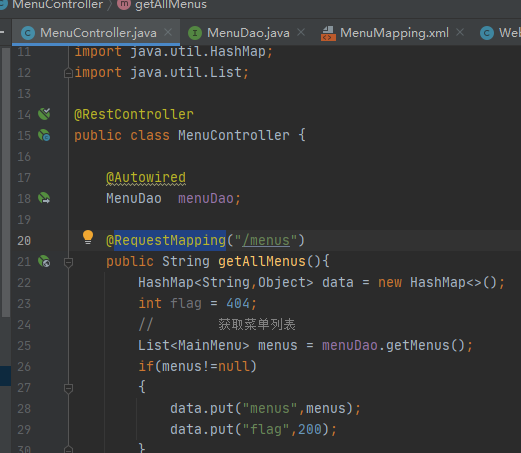 MenuController  getAllMenus
MenuController.java  MenuDao.java  MenuMapping.xml  Web
11 import java.util.HashMap;
12 import java.util.List;
13
14 @RestController
15 public class MenuController {
16
17     @Autowired
18     MenuDao  menuDao;
19
20     @RequestMapping("/menus")
21     public String getAllMenus(){
22         HashMap<String,Object> data = new HashMap<>();
23         int flag = 404;
24         //        获取菜单列表
25         List<MainMenu> menus = menuDao.getMenus();
26         if(menus!=null)
27         {
28             data.put("menus",menus);
29             data.put("flag",200);
30         }